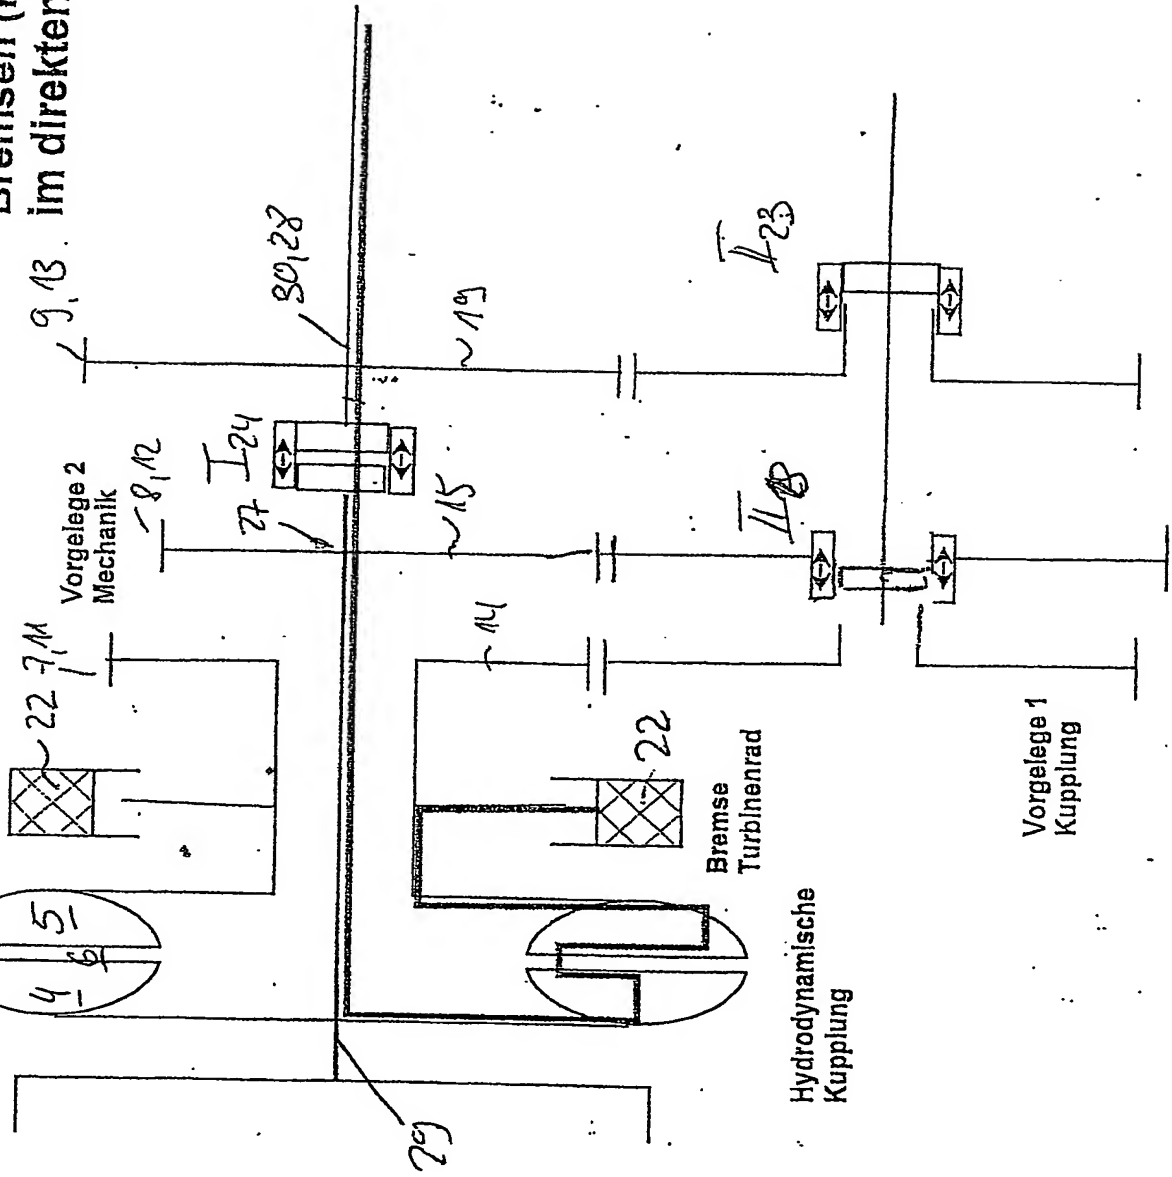 im direkten
9, 13
30, 28
II 23
19
I 24
8, 12
Vorgelege 2
Mechanik
27
15
II
22
7, 11
14
22
Bremse
Turbinenrad
Vorgelege 1
Kupplung
5
6
4
Hydrodynamische
Kupplung
29